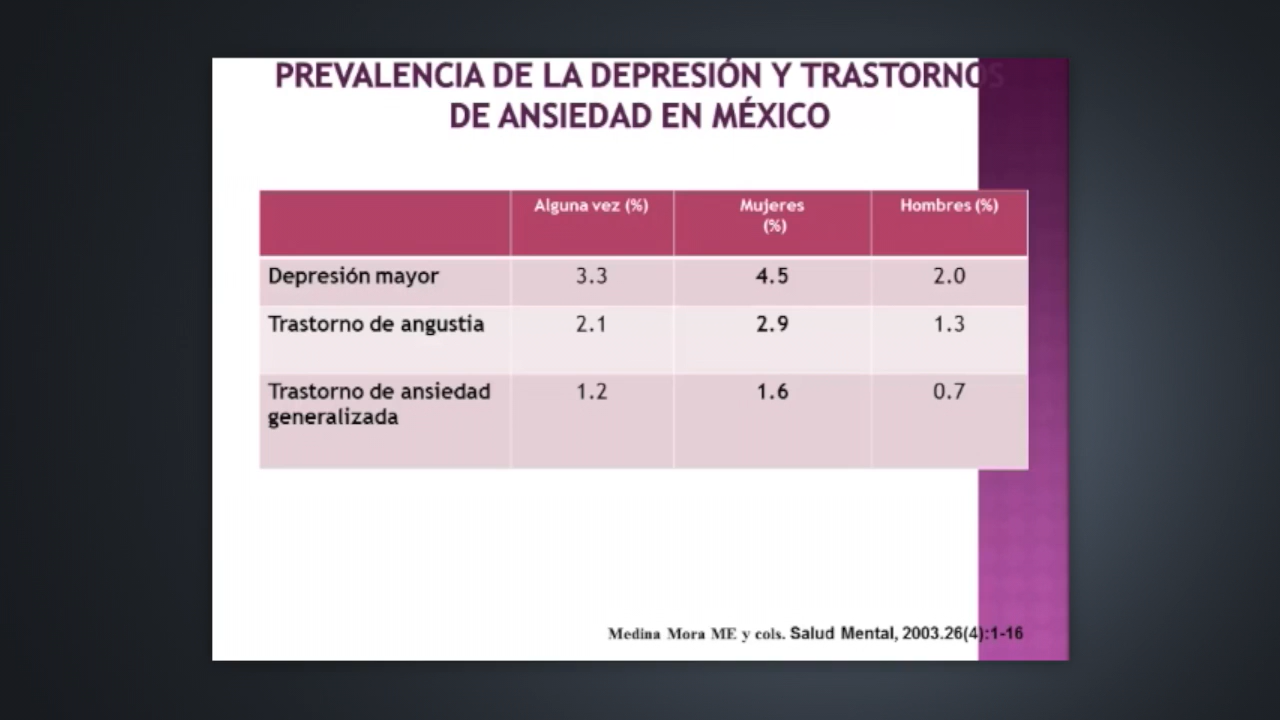 PREVALENCIA DE LA DEPRESIÓN Y TRASTORNOS
DE ANSIEDAD EN MÉXICO
Alguna vez (%) Mujeres Hombres (%)
(%)
Depresión mayor 3.3 4.5 2.0
Trastorno de angustia 2.1 2.9 1.3
Trastorno de ansiedad 1.2 1.6 0.7
generalizada
Medina Mora ME y cols. Salud Mental, 2003.26(4):1-16